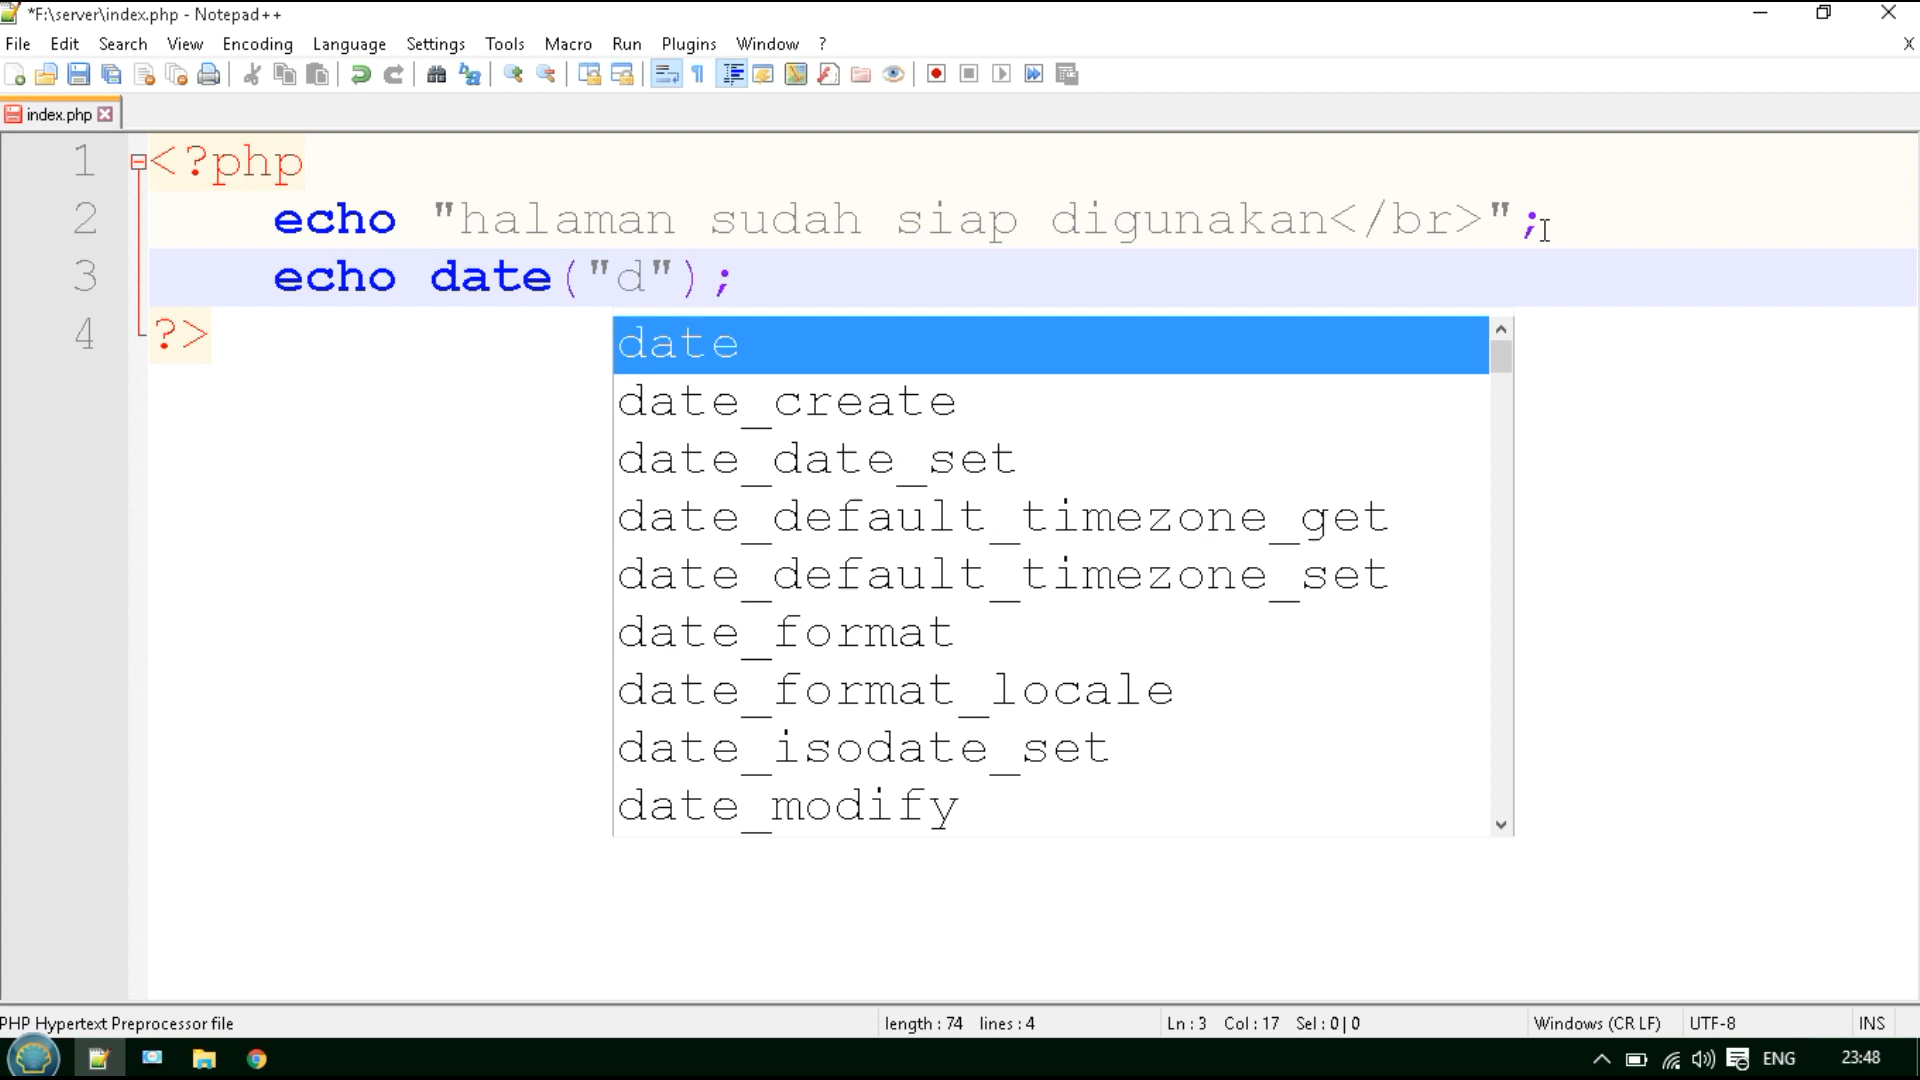 *F:\server\index.php - Notepad++
File Edit Search View Encoding Language Settings Tools Macro Run Plugins Window ? X
index.php
1 <?php
2 echo "halaman sudah siap digunakan</br>";
3 echo date("d");
4 ?>
date
date_create
date_date_set
date_default_timezone_get
date_default_timezone_set
date_format
date_format_locale
date_isodate_set
date_modify
PHP Hypertext Preprocessor file length : 74 lines : 4 Ln : 3 Col : 17 Sel : 0 | 0 Windows (CR LF) UTF-8 INS
ENG 23:48